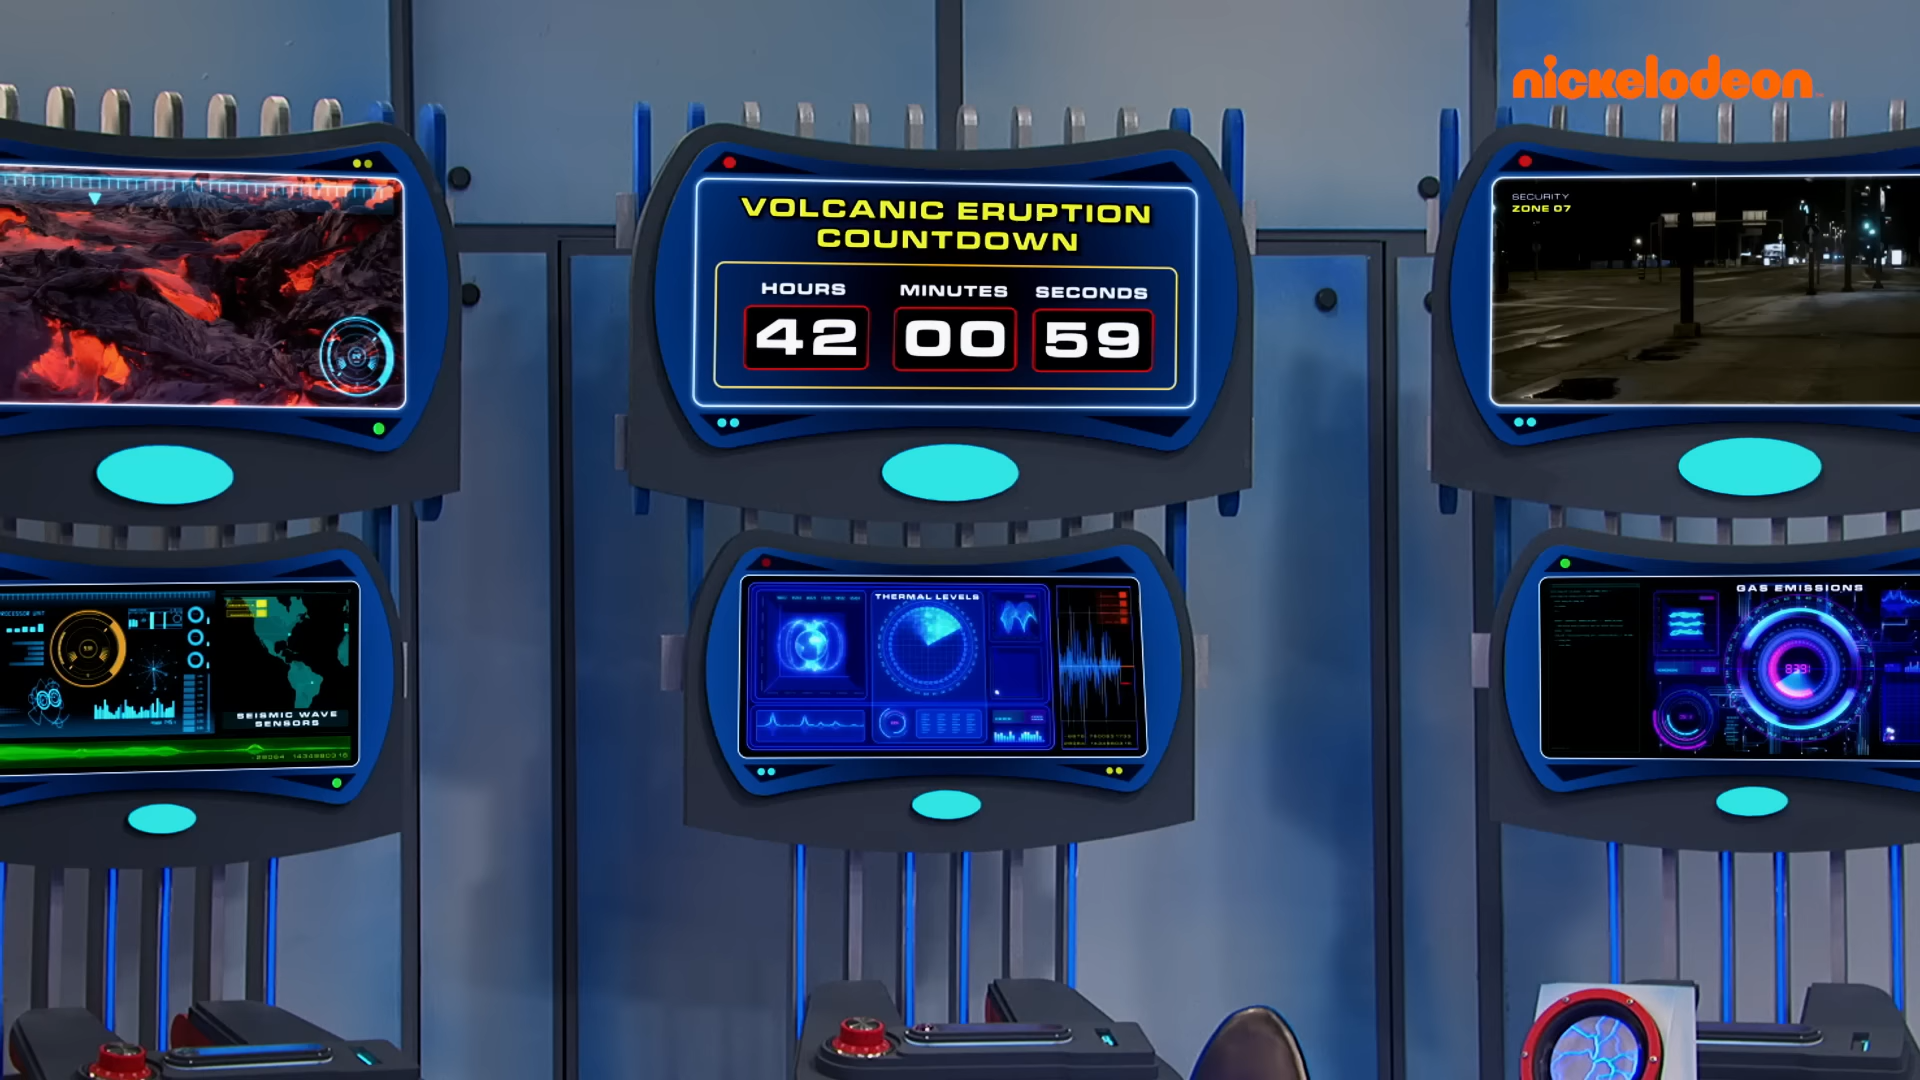 nickelodeon
VOLCANIC ERUPTION
COUNTDOWN
HOURS MINUTES SECONDS
42 00 59
SECURITY
ZONE 07
SEISMIC WAVE
SENSORS
THERMAL LEVELS
GAS EMISSIONS